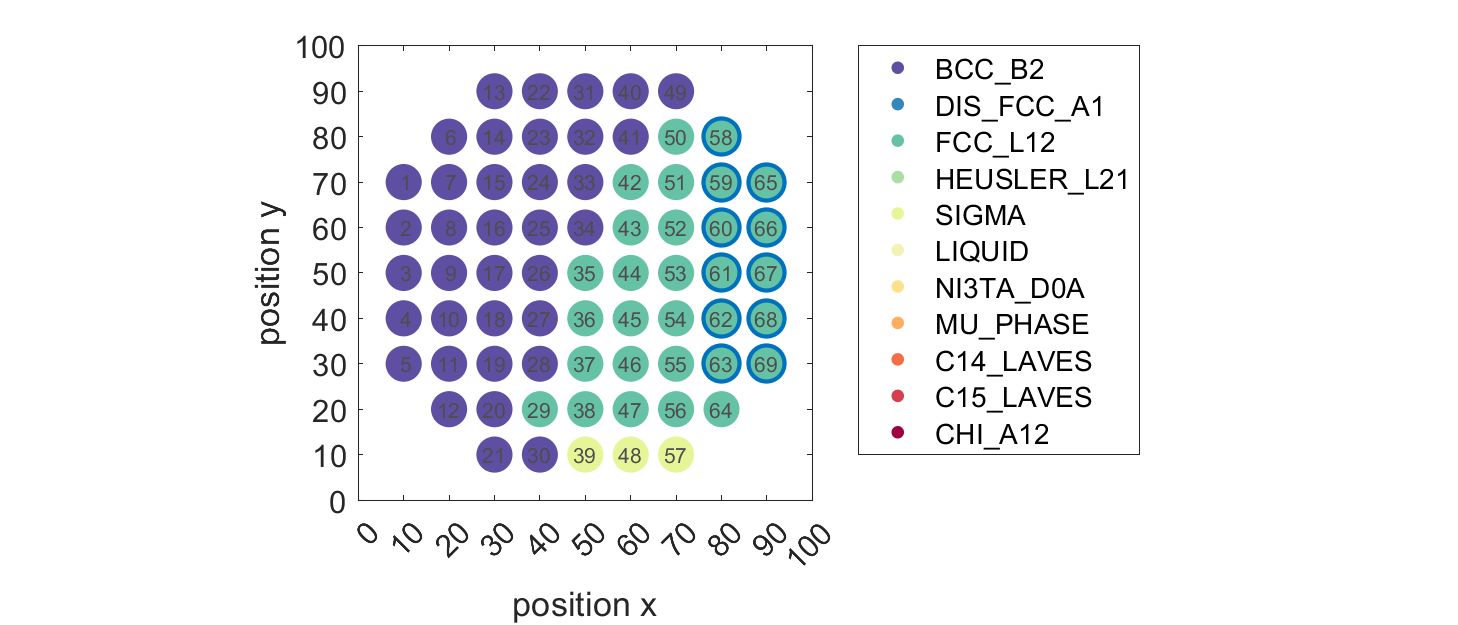 100
90
80
70
60
50
40
30
20
10
0
13 22 31 40 49
6 14 23 32 41 50 58
1 7 15 24 33 42 51 59 65
2 8 16 25 34 43 52 60 66
3 9 17 26 35 44 53 61 67
4 10 18 27 36 45 54 62 68
5 11 19 28 37 46 55 63 69
12 20 29 38 47 56 64
21 30 39 48 57
0 10 20 30 40 50 60 70 80 90 100
position x
position y
BCC_B2
DIS_FCC_A1
FCC_L12
HEUSLER_L21
SIGMA
LIQUID
NI3TA_D0A
MU_PHASE
C14_LAVES
C15_LAVES
CHI_A12